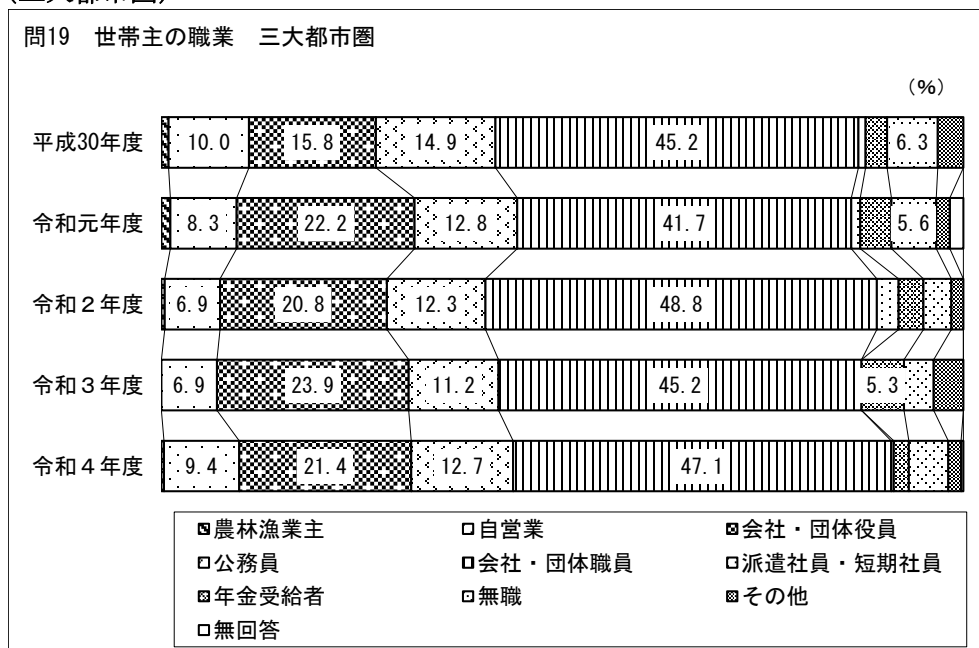 問19 世帯主の職業 三大都市圏
(%)
平成30年度 10.0 15.8 14.9 45.2 6.3
令和元年度 8.3 22.2 12.8 41.7 5.6
令和２年度 6.9 20.8 12.3 48.8
令和３年度 6.9 23.9 11.2 45.2 5.3
令和４年度 9.4 21.4 12.7 47.1
農林漁業主 自営業 会社・団体役員
公務員 会社・団体職員 派遣社員・短期社員
年金受給者 無職 その他
無回答